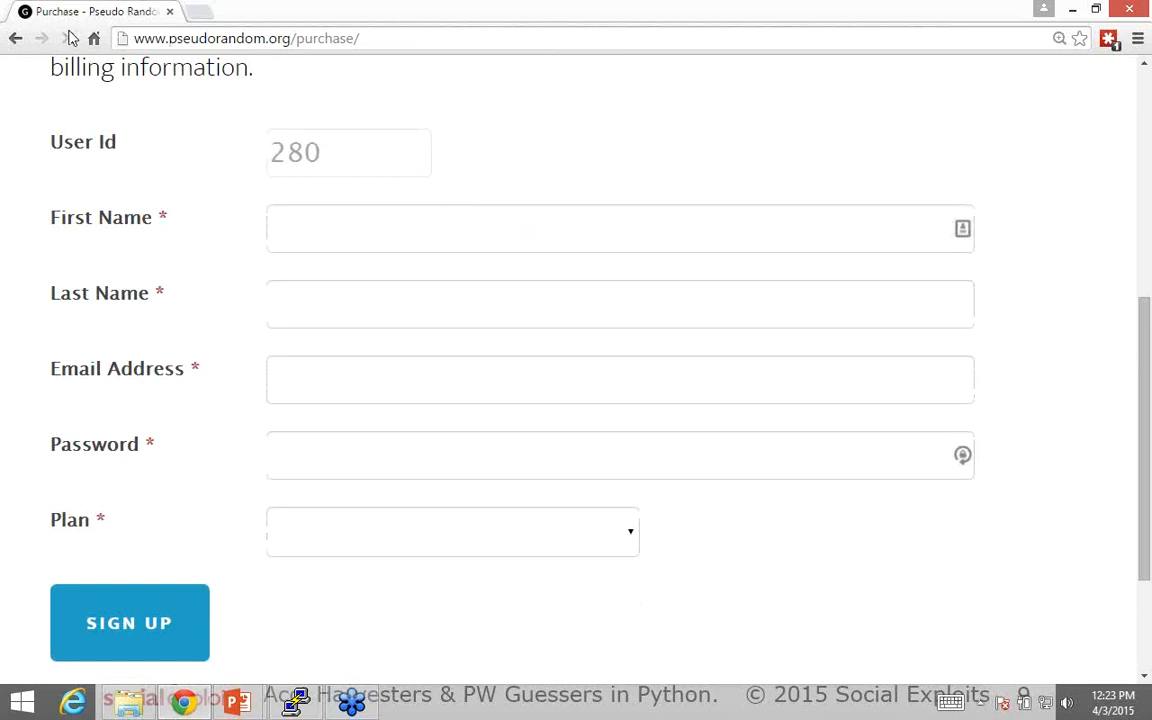 Purchase - Pseudo Rando
www.pseudorandom.org/purchase/
1
billing information.
User Id
280
First Name *
Last Name *
Email Address *
Password *
Plan *
SIGN UP
© 2015 Social Exploits
Harvesters & PW Guessers in Python.
12:23 PM
4/3/2015